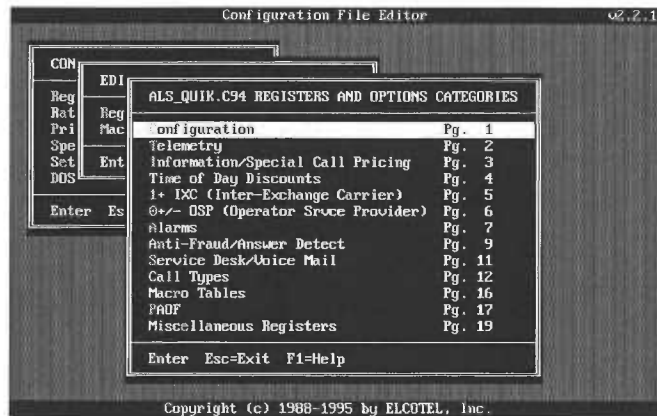 Configuration File Editor v2.2.1
CON
EDI
Reg
Rat
Pri
Spe
Set
DOS
Enter Es
Reg
Mac
Ent
ALS_QUIK.C94 REGISTERS AND OPTIONS CATEGORIES
Configuration Pg. 1
Telemetry Pg. 2
Information/Special Call Pricing Pg. 3
Time of Day Discounts Pg. 4
1+ IXC (Inter-Exchange Carrier) Pg. 5
0+/- OSP (Operator Srvce Provider) Pg. 6
Alarms Pg. 7
Anti-Fraud/Answer Detect Pg. 9
Service Desk/Voice Mail Pg. 11
Call Types Pg. 12
Macro Tables Pg. 16
PAOF Pg. 17
Miscellaneous Registers Pg. 19
Enter Esc=Exit F1=Help
Copyright (c) 1988-1995 by ELCOTEL, Inc.